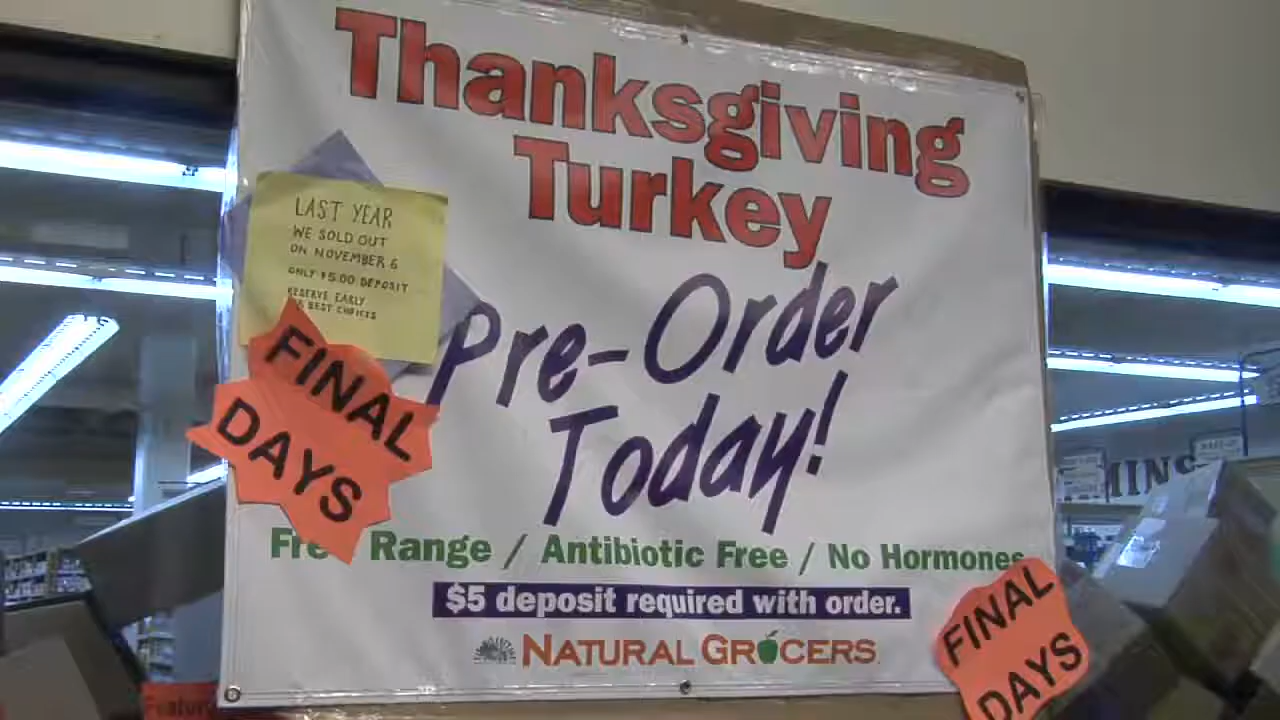 Thanksgiving
Turkey
LAST YEAR
WE SOLD OUT
ON NOVEMBER 6
ONLY $5.00 DEPOSIT
RESERVE EARLY
BEST CHOICES
Pre-Order
Today!
FINAL
DAYS
Free Range / Antibiotic Free / No Hormones
$5 deposit required with order.
NATURAL GROCERS
FINAL
DAYS